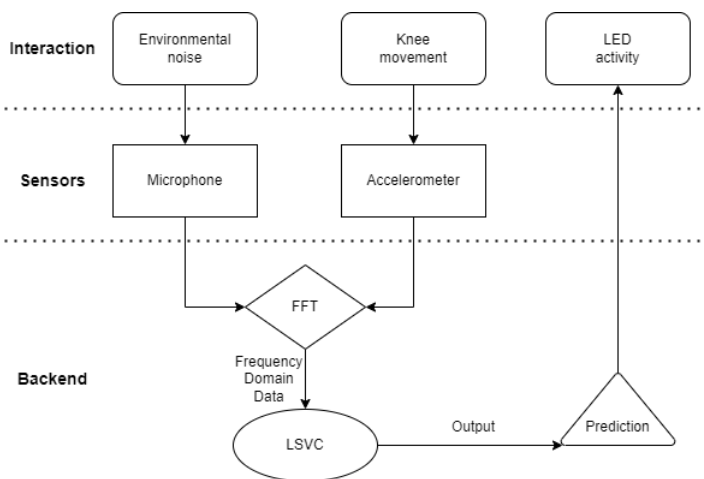 Interaction
Environmental
noise
Knee
movement
LED
activity
Sensors
Microphone
Accelerometer
Backend
FFT
Frequency
Domain
Data
LSVC
Output
Prediction